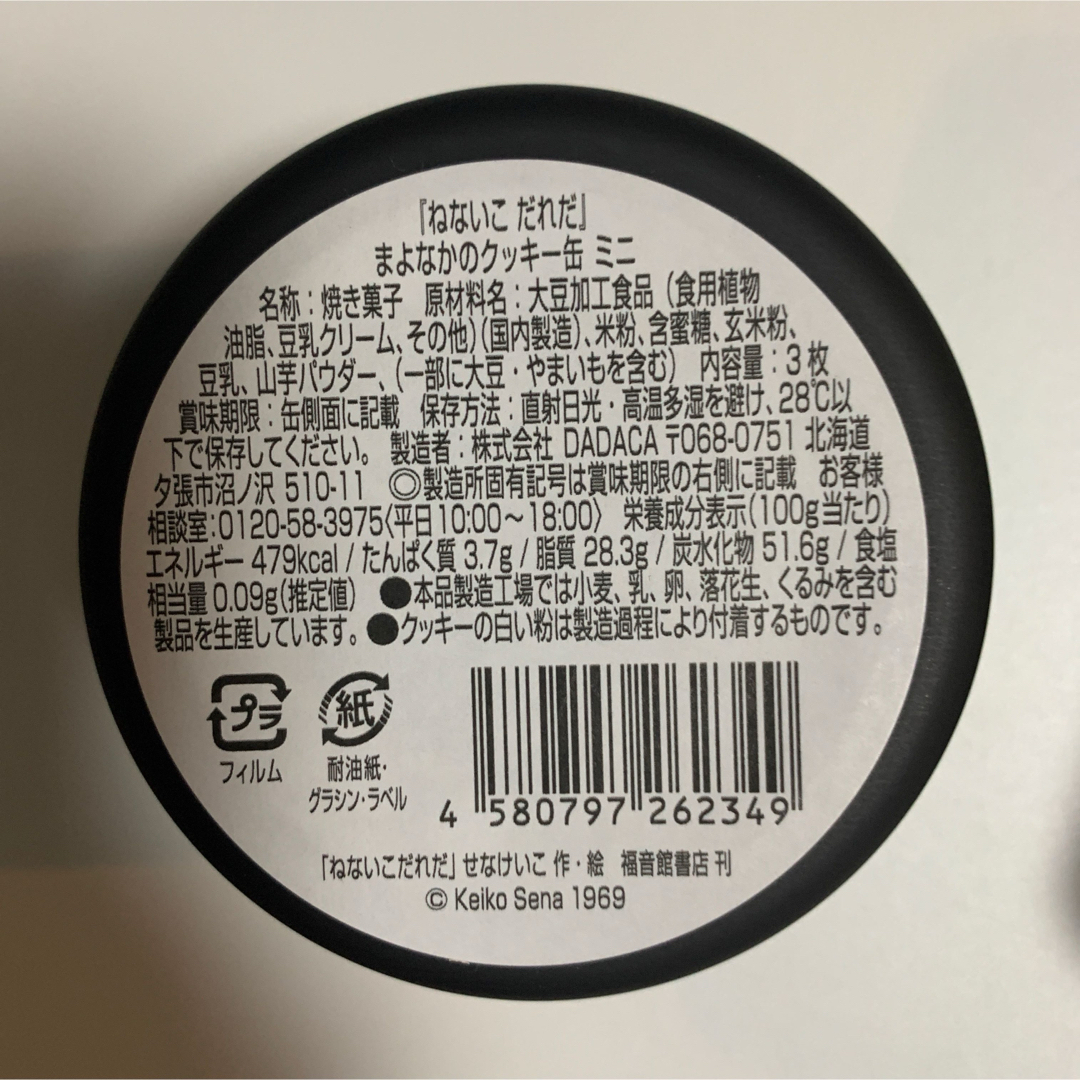 『ねないこ だれだ』
まよなかのクッキー缶 ミニ
名称：焼き菓子　原材料名：大豆加工食品（食用植物
油脂、豆乳クリーム、その他）（国内製造）、米粉、含蜜糖、玄米粉、
豆乳、山芋パウダー、（一部に大豆・やまいもを含む）　内容量：3枚
賞味期限：缶側面に記載　保存方法：直射日光・高温多湿を避け、28℃以
下で保存してください。　製造者：株式会社 DADACA 〒068-0751 北海道
夕張市沼ノ沢 510-11　◎製造所固有記号は賞味期限の右側に記載　お客様
相談室：0120-58-3975〈平日10:00～18:00〉　栄養成分表示（100g当たり）
エネルギー 479kcal / たんぱく質 3.7g / 脂質 28.3g / 炭水化物 51.6g / 食塩
相当量 0.09g（推定値）　●本品製造工場では小麦、乳、卵、落花生、くるみを含む
製品を生産しています。●クッキーの白い粉は製造過程により付着するものです。
プラ
フィルム
紙
耐油紙・
グラシン・ラベル
4 580797 262349
「ねないこだれだ」せなけいこ 作・絵　福音館書店 刊
© Keiko Sena 1969